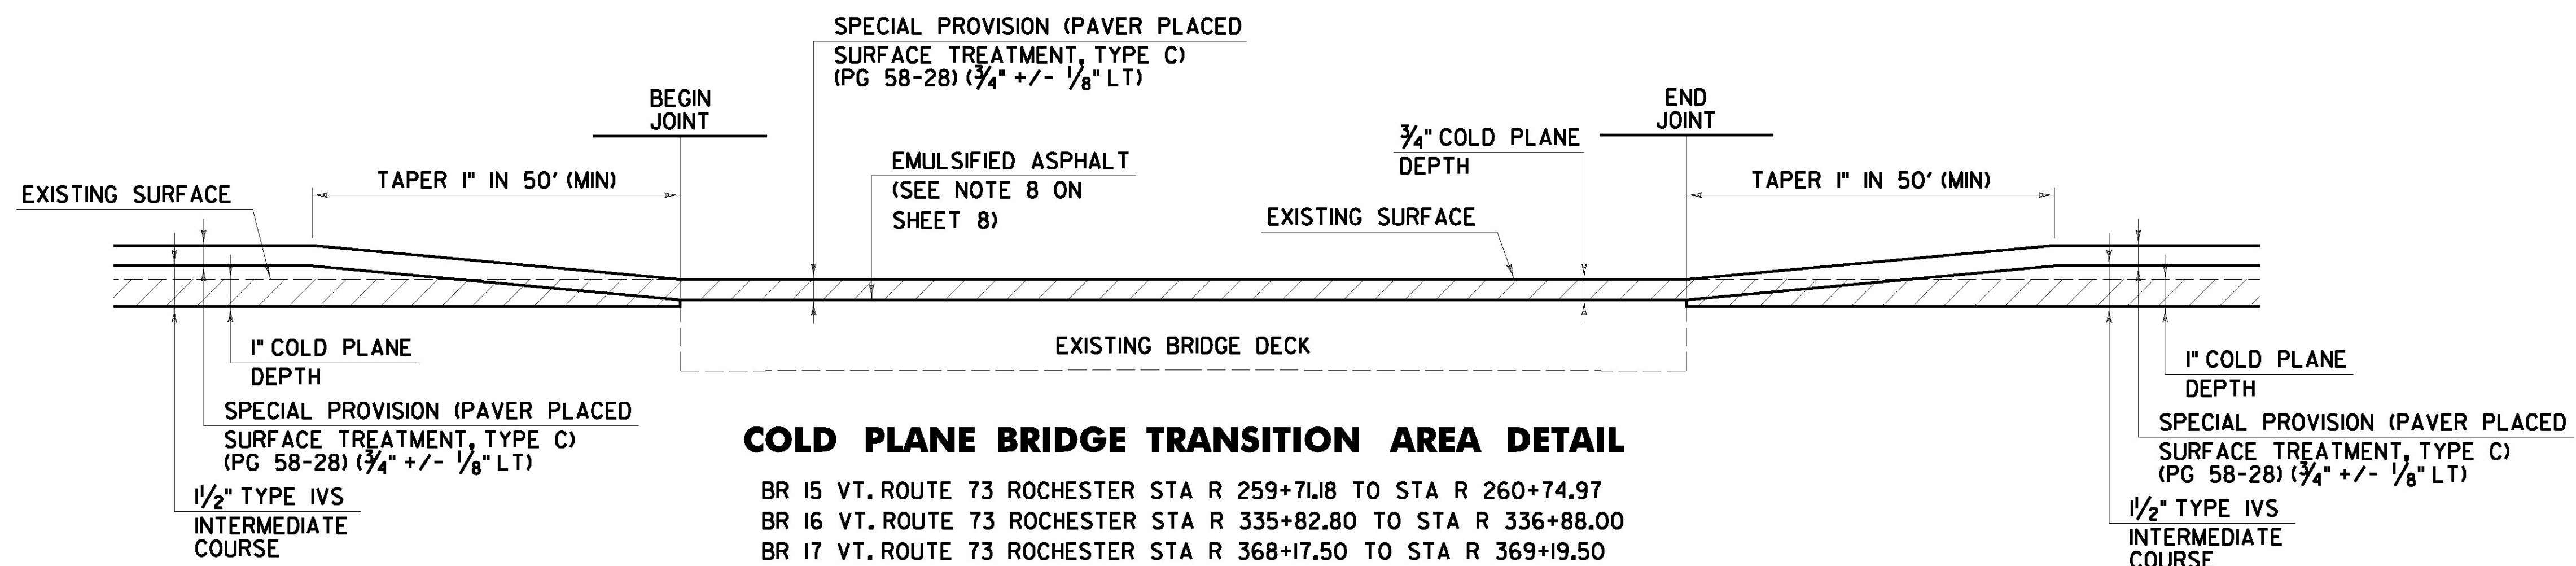 SPECIAL PROVISION (PAVER PLACED
SURFACE TREATMENT, TYPE C)
(PG 58-28) (3/4" +/- 1/8" LT)
BEGIN
JOINT
END
JOINT
3/4" COLD PLANE
DEPTH
EMULSIFIED ASPHALT
(SEE NOTE 8 ON
SHEET 8)
TAPER 1" IN 50' (MIN)
TAPER 1" IN 50' (MIN)
EXISTING SURFACE
EXISTING SURFACE
EXISTING BRIDGE DECK
1" COLD PLANE
DEPTH
SPECIAL PROVISION (PAVER PLACED
SURFACE TREATMENT, TYPE C)
(PG 58-28) (3/4" +/- 1/8" LT)
1 1/2" TYPE IVS
INTERMEDIATE
COURSE
1" COLD PLANE
DEPTH
SPECIAL PROVISION (PAVER PLACED
SURFACE TREATMENT, TYPE C)
(PG 58-28) (3/4" +/- 1/8" LT)
1 1/2" TYPE IVS
INTERMEDIATE
COURSE
COLD PLANE BRIDGE TRANSITION AREA DETAIL
BR 15 VT. ROUTE 73 ROCHESTER STA R 259+71.18 TO STA R 260+74.97
BR 16 VT. ROUTE 73 ROCHESTER STA R 335+82.80 TO STA R 336+88.00
BR 17 VT. ROUTE 73 ROCHESTER STA R 368+17.50 TO STA R 369+19.50